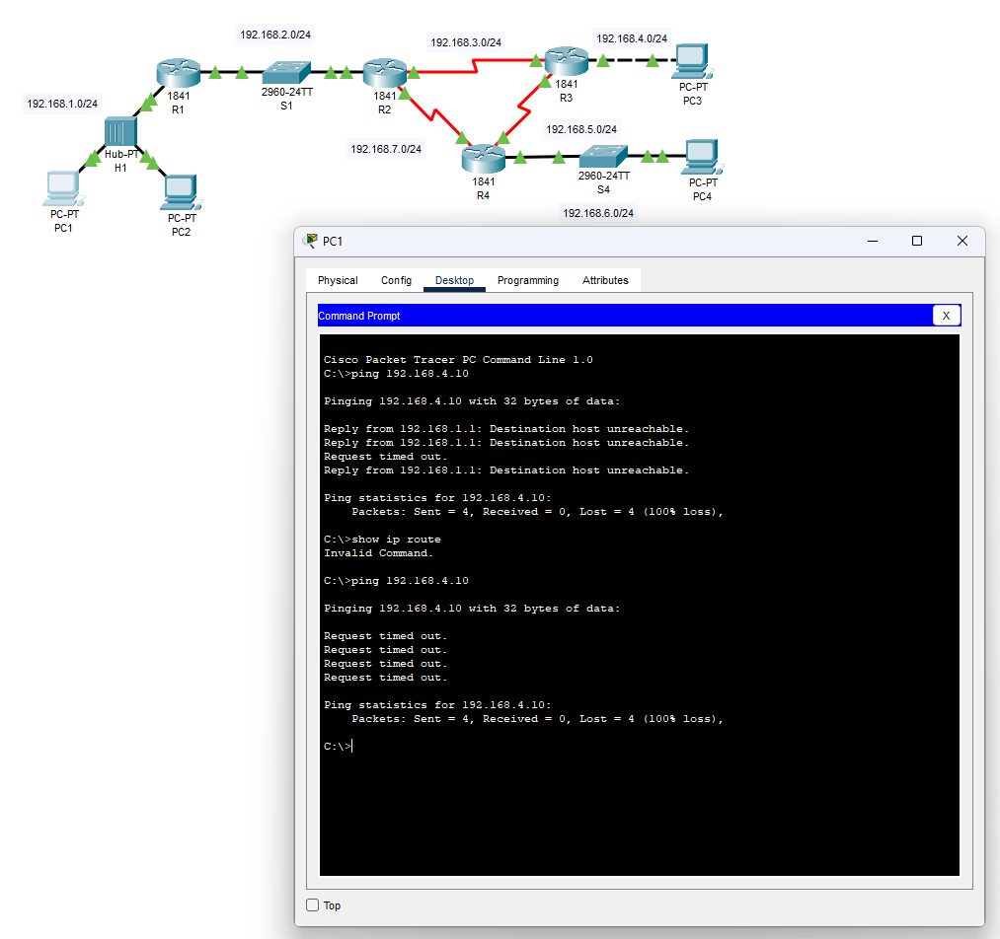 192.168.2.0/24
192.168.3.0/24
192.168.4.0/24
192.168.1.0/24
1841
R1
2960-24TT
S1
1841
R2
1841
R3
PC-PT
PC3
Hub-PT
H1
192.168.7.0/24
192.168.5.0/24
1841
R4
2960-24TT
S4
PC-PT
PC4
PC-PT
PC1
PC-PT
PC2
192.168.6.0/24
PC1
Physical Config Desktop Programming Attributes
Command Prompt
X
Cisco Packet Tracer PC Command Line 1.0
C:\>ping 192.168.4.10
Pinging 192.168.4.10 with 32 bytes of data:
Reply from 192.168.1.1: Destination host unreachable.
Reply from 192.168.1.1: Destination host unreachable.
Request timed out.
Reply from 192.168.1.1: Destination host unreachable.
Ping statistics for 192.168.4.10:
Packets: Sent = 4, Received = 0, Lost = 4 (100% loss),
C:\>show ip route
Invalid Command.
C:\>ping 192.168.4.10
Pinging 192.168.4.10 with 32 bytes of data:
Request timed out.
Request timed out.
Request timed out.
Request timed out.
Ping statistics for 192.168.4.10:
Packets: Sent = 4, Received = 0, Lost = 4 (100% loss),
C:\>
Top